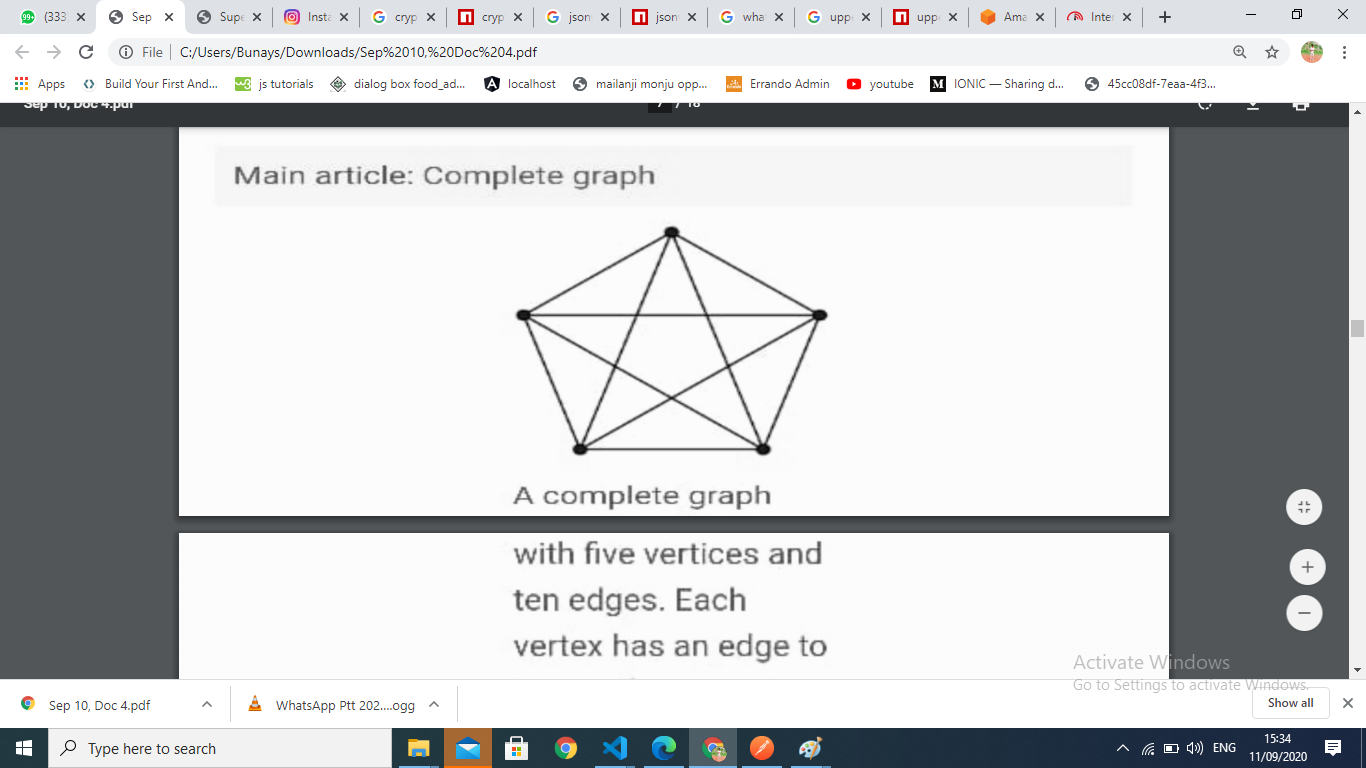 (333
Sep
Supe
Insta
cryp
cryp
json
json
wha
upp
uppe
Ama
Inte
File
C:/Users/Bunays/Downloads/Sep%2010,%20Doc%204.pdf
Apps
Build Your First And...
js tutorials
dialog box food_ad...
localhost
mailanji monju opp...
Errando Admin
youtube
IONIC — Sharing d...
45cc08df-7eaa-4f3...
Sep 10, Doc 4.pdf
7 / 18
Main article: Complete graph
A complete graph
with five vertices and
ten edges. Each
vertex has an edge to
Activate Windows
Go to Settings to activate Windows.
Sep 10, Doc 4.pdf
WhatsApp Ptt 202....ogg
Show all
Type here to search
ENG
15:34
11/09/2020